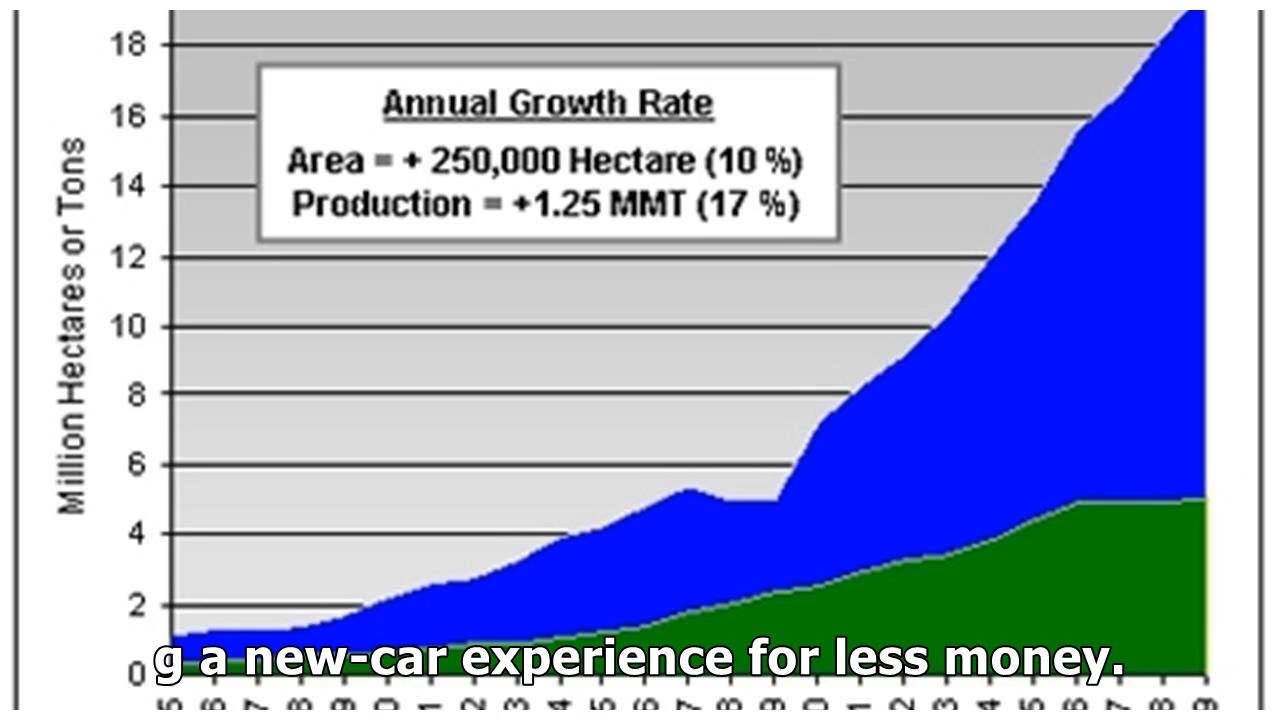 18
Annual Growth Rate
16
Area = + 250,000 Hectare (10 %)
14
Production = +1.25 MMT (17 %)
12
10
8
6
4
2
0
Million Hectares or Tons
g a new-car experience for less money.